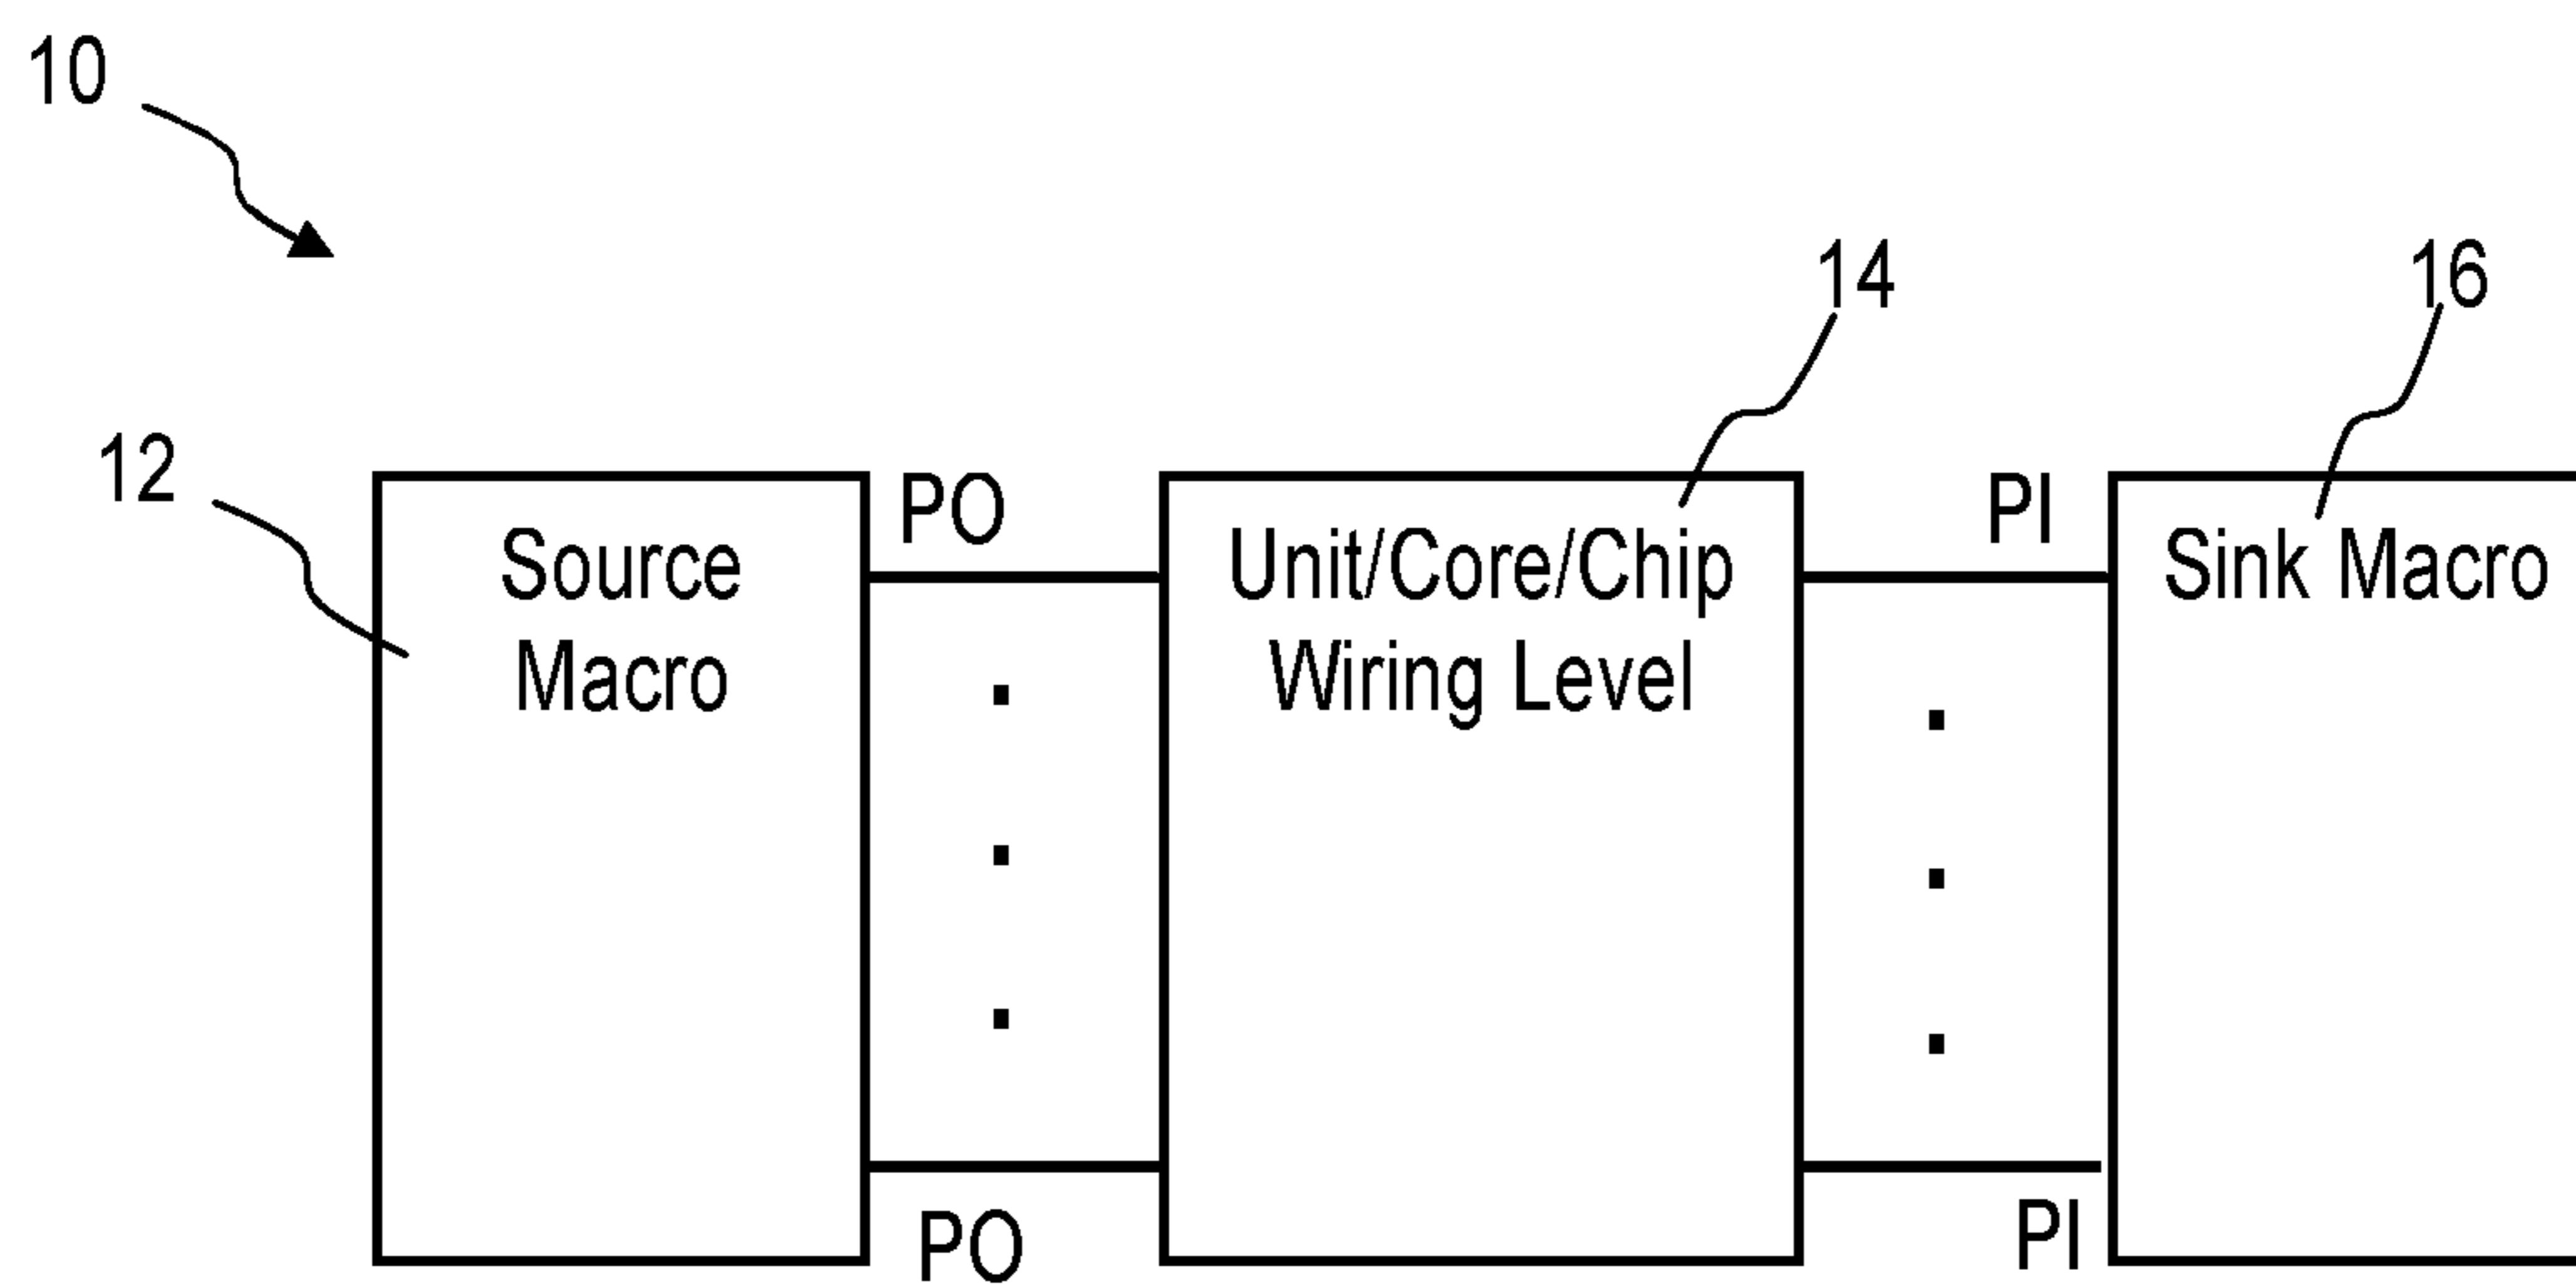 10
14
16
12
PO
PI
Source
Macro
Unit/Core/Chip
Wiring Level
Sink Macro
PO
PI